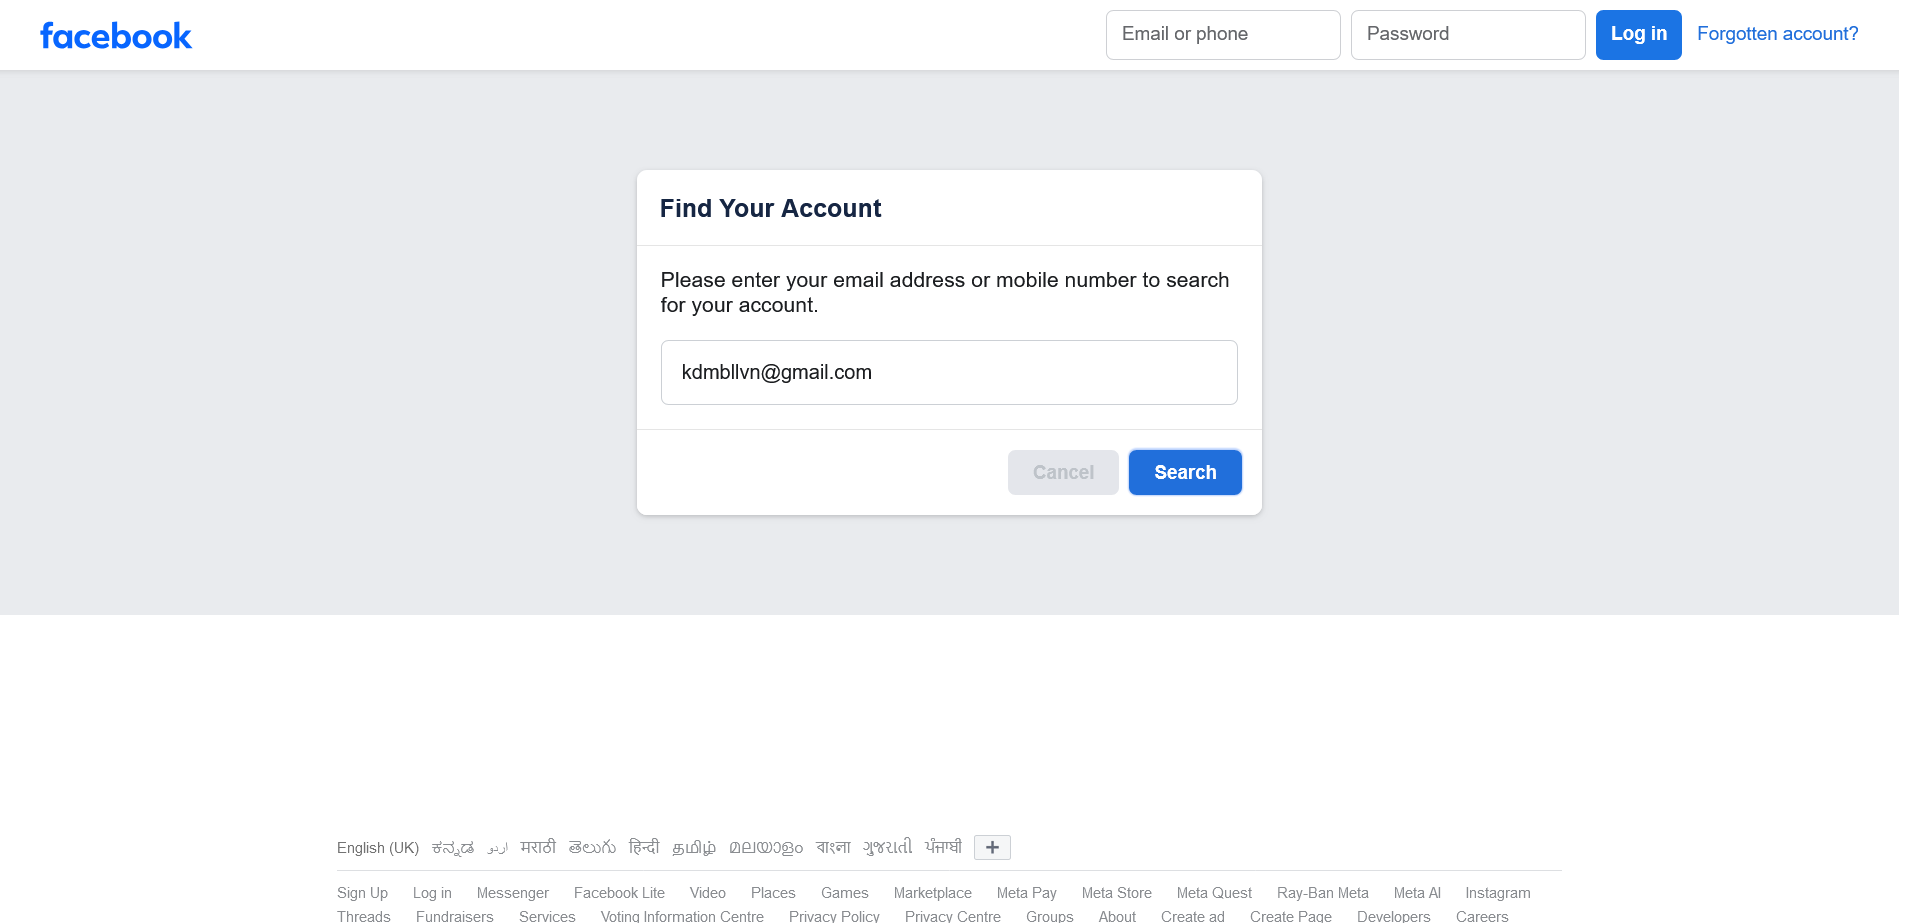 facebook
Email or phone Password Log in Forgotten account?
Find Your Account
Please enter your email address or mobile number to search
for your account.
kdmbllvn@gmail.com
Cancel Search
English (UK) ಕನ್ನಡ اردو मराठी తెలుగు हिन्दी தமிழ் മലയാളം বাংলা ગુજરાતી ਪੰਜਾਬੀ +
Sign Up Log in Messenger Facebook Lite Video Places Games Marketplace Meta Pay Meta Store Meta Quest Ray-Ban Meta Meta AI Instagram
Threads Fundraisers Services Voting Information Centre Privacy Policy Privacy Centre Groups About Create ad Create Page Developers Careers